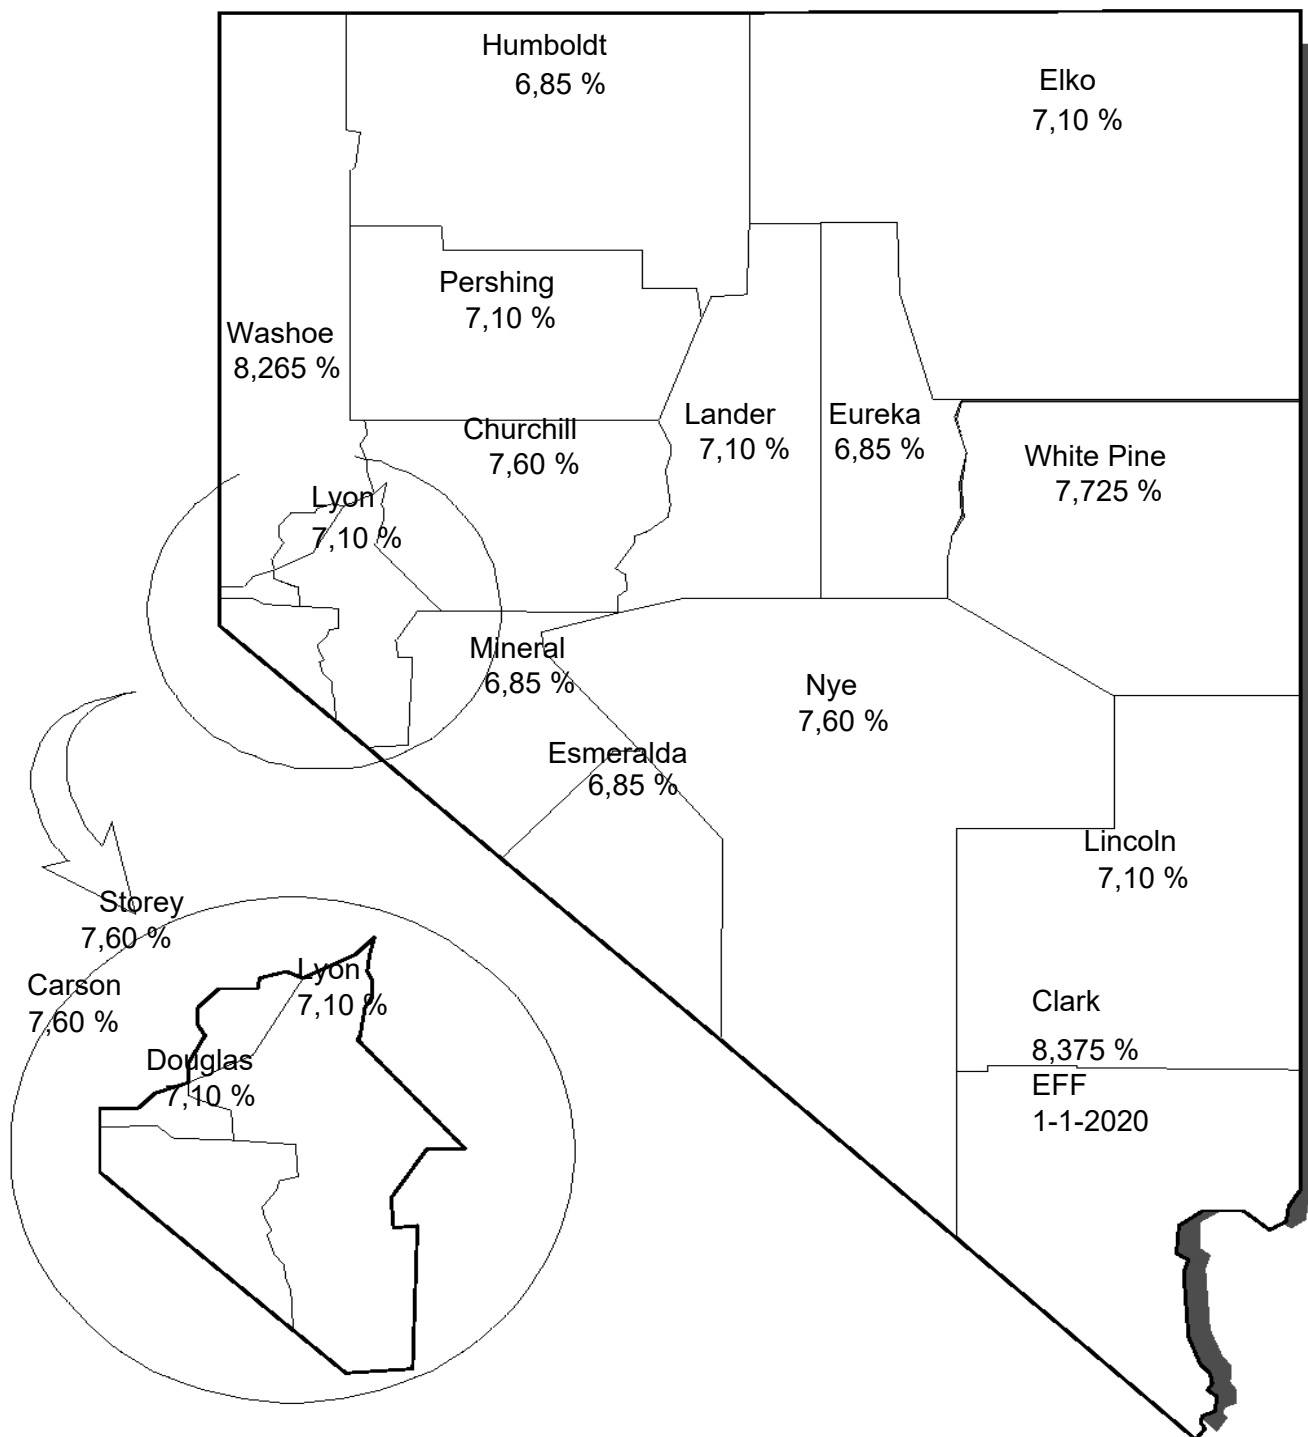 Humboldt
6,85 %
Elko
7,10 %
Pershing
7,10 %
Washoe
8,265 %
Churchill
7,60 %
Lander
7,10 %
Eureka
6,85 %
White Pine
7,725 %
Lyon
7,10 %
Mineral
6,85 %
Nye
7,60 %
Esmeralda
6,85 %
Lincoln
7,10 %
Storey
7,60 %
Lyon
7,10 %
Carson
7,60 %
Douglas
7,10 %
Clark
8,375 %
EFF
1-1-2020